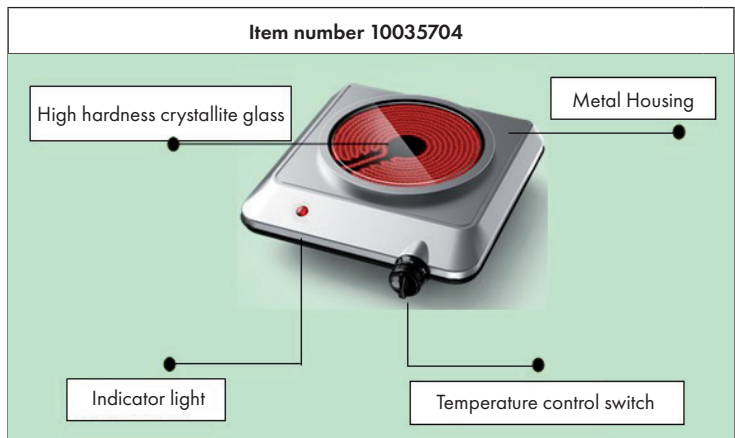 Item number 10035704
High hardness crystallite glass
Metal Housing
Indicator light
Temperature control switch